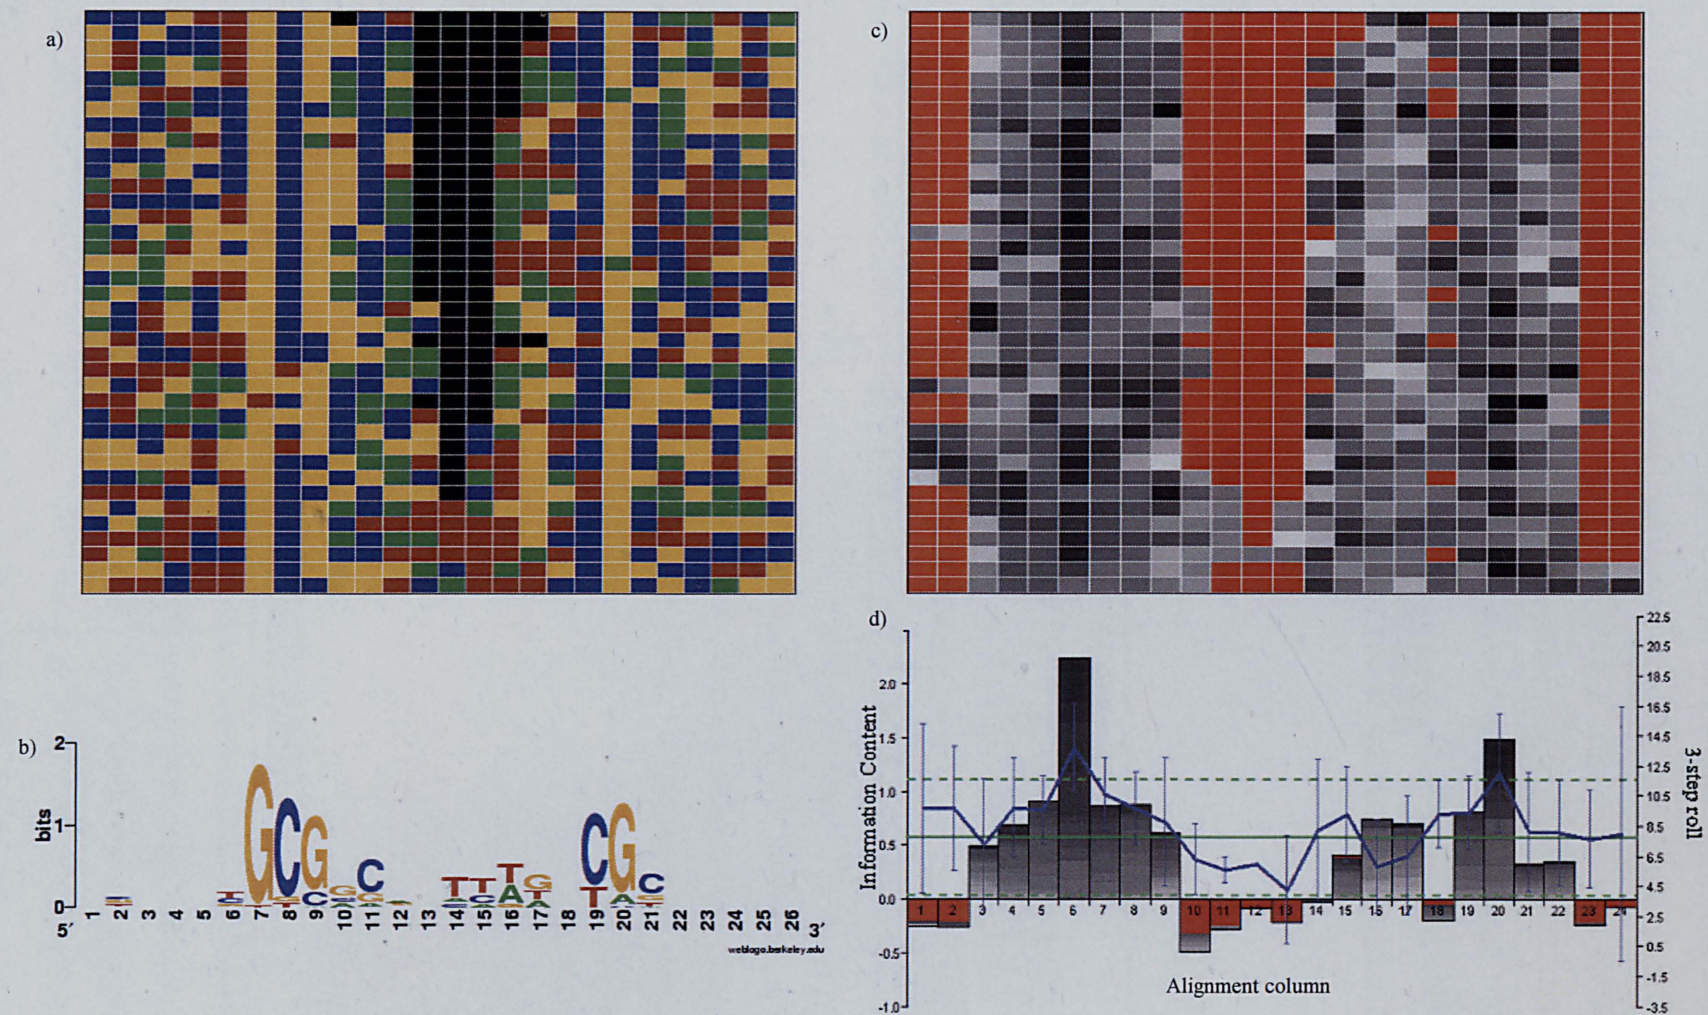 a)
c)
b)
2
bits
1
0
G C G
C
G
C
C
T T T G
A
T
C G
T
C
1 2 3 4 5 6 7 8 9 10 11 12 13 14 15 16 17 18 19 20 21 22 23 24 25 26
5´ 3´
weblogo.berkeley.edu
d)
Information Content
2.0
1.5
1.0
0.5
0.0
-0.5
-1.0
1 2 3 4 5 6 7 8 9 10 11 12 13 14 15 16 17 18 19 20 21 22 23 24
Alignment column
22.5
20.5
18.5
16.5
14.5
12.5
10.5
8.5
6.5
4.5
2.5
0.5
-1.5
-3.5
3-step roll